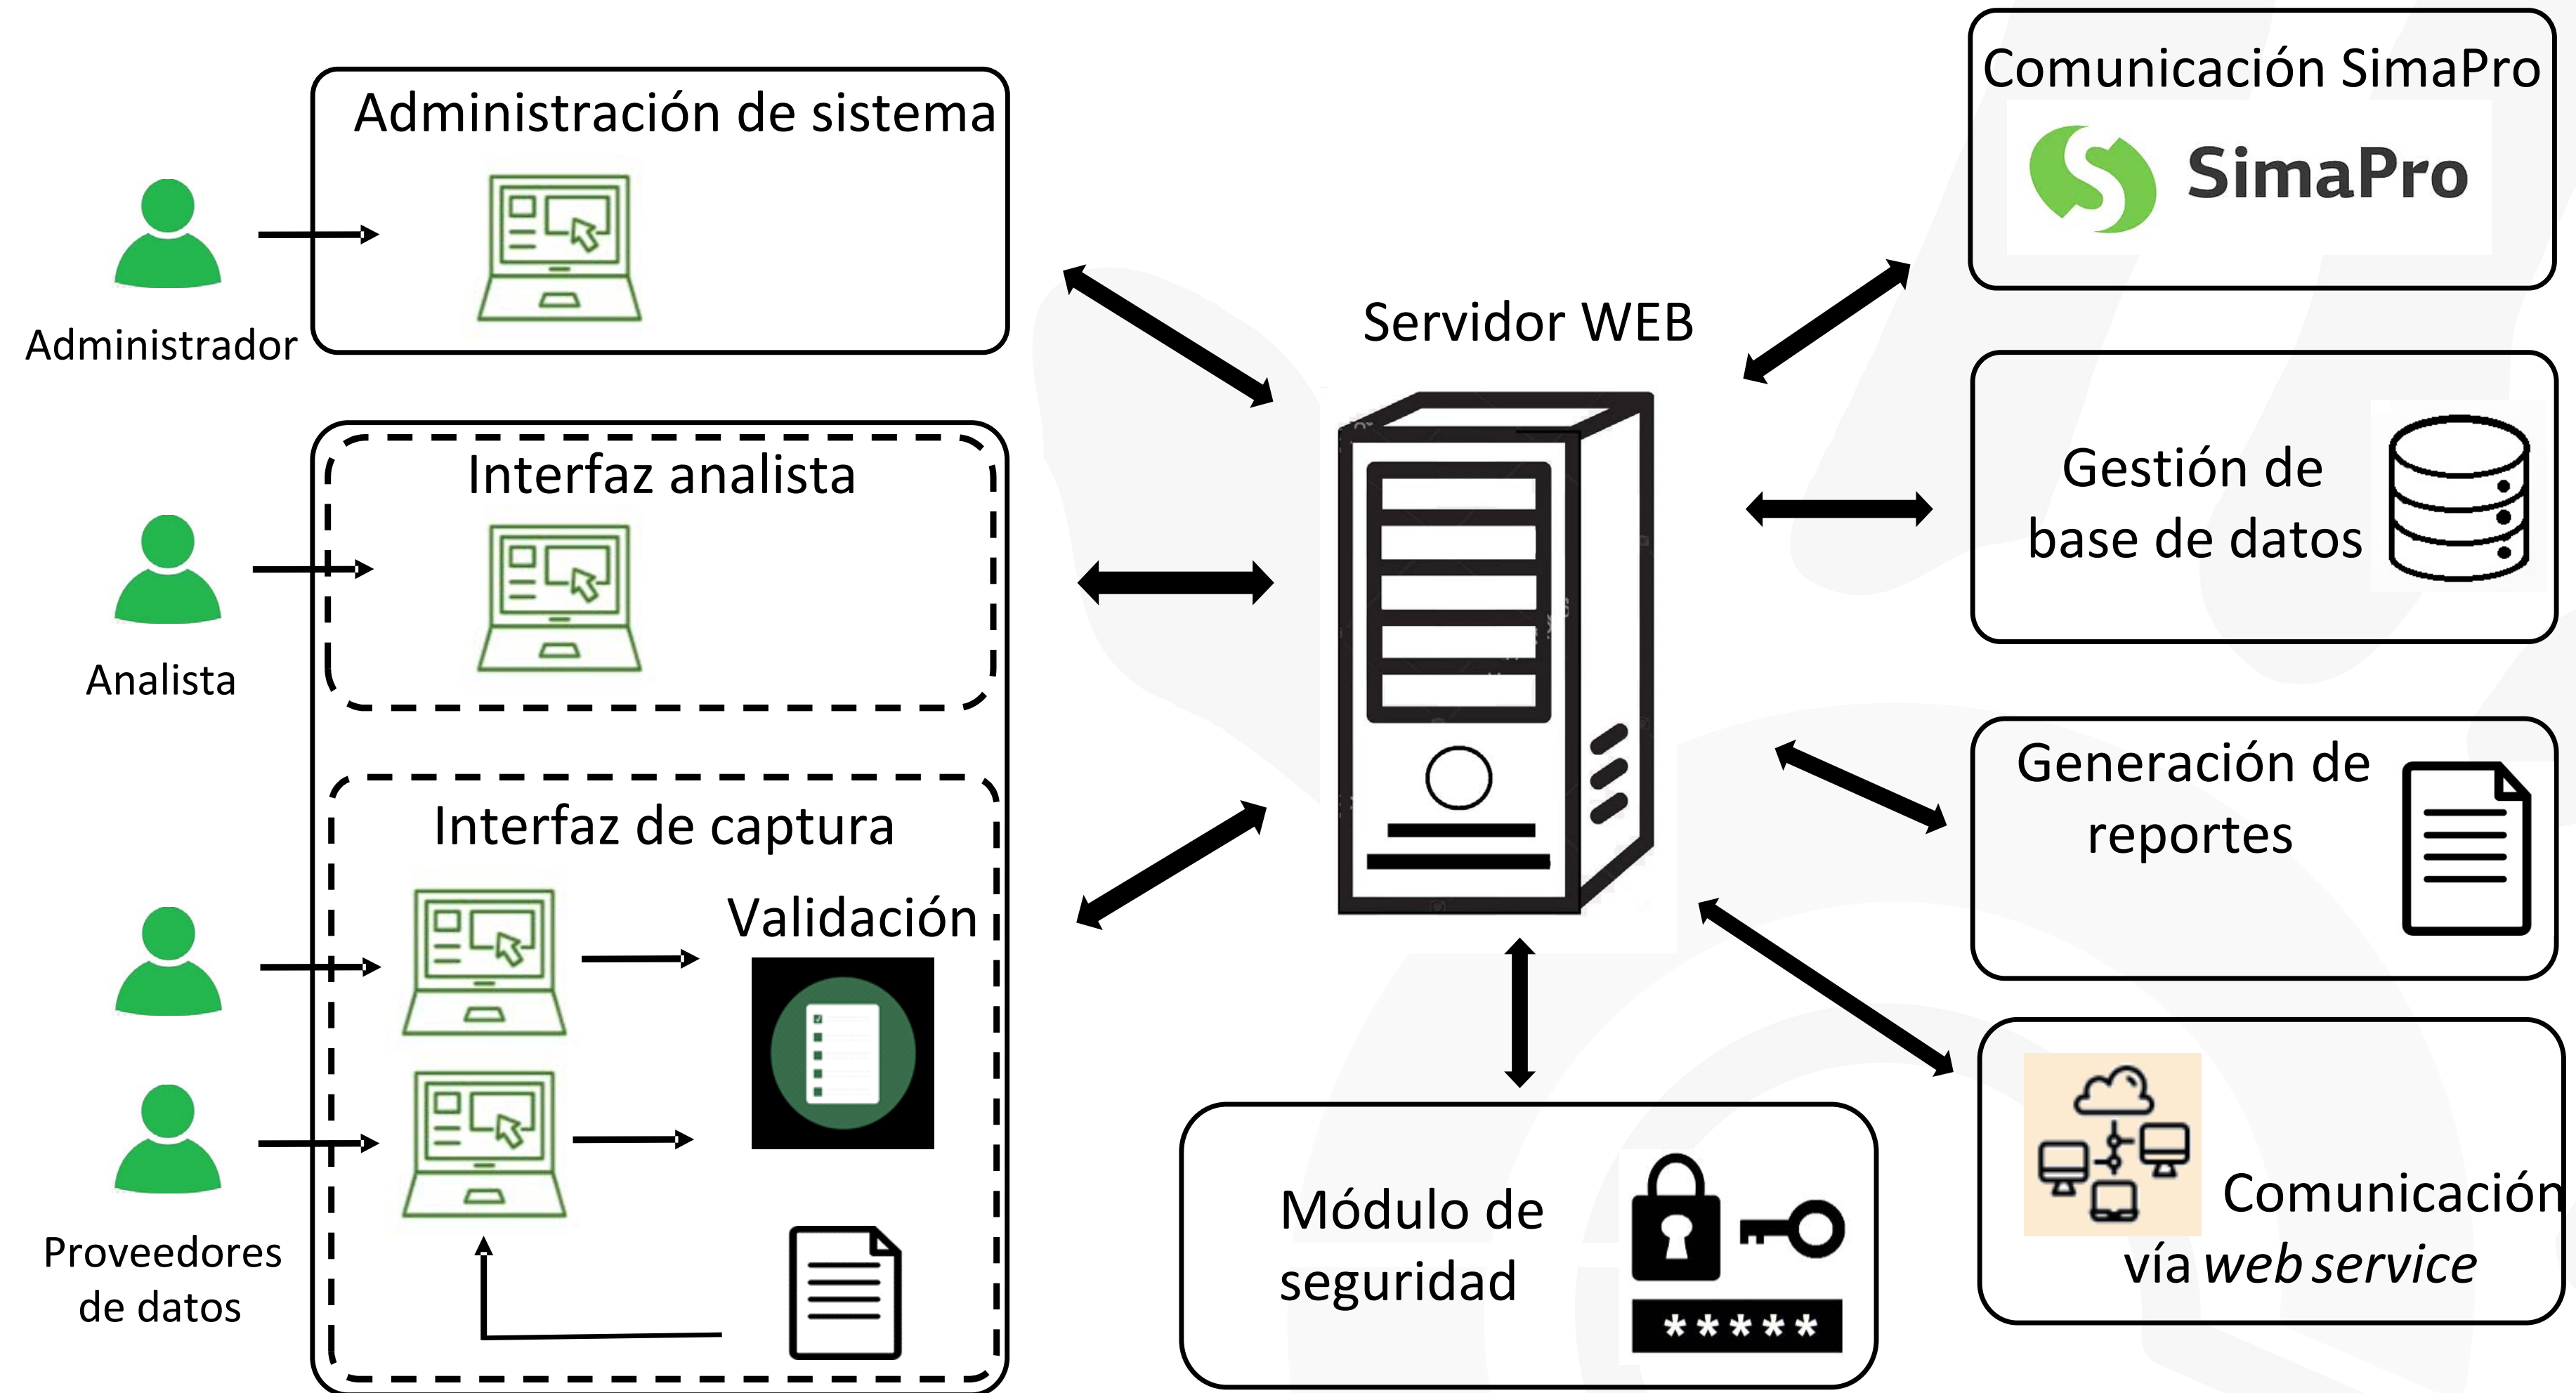 Administración de sistema
Administrador
Interfaz analista
Analista
Interfaz de captura
Validación
Proveedores
de datos
Servidor WEB
Módulo de
seguridad
*****
Comunicación SimaPro
SimaPro
Gestión de
base de datos
Generación de
reportes
Comunicación
vía web service